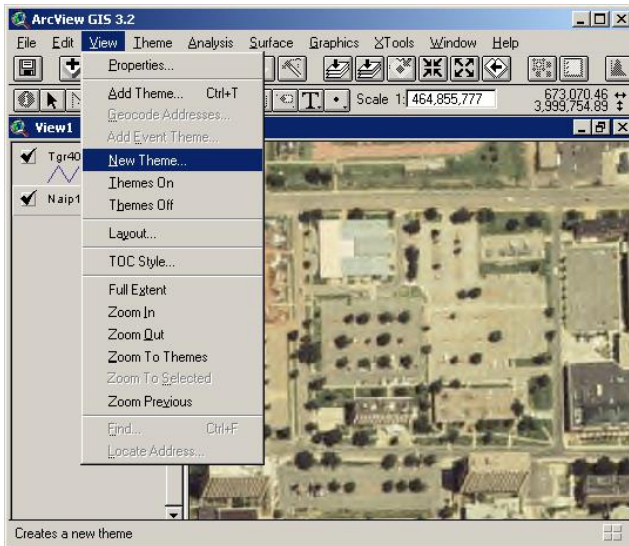 ArcView GIS 3.2
File Edit View Theme Analysis Surface Graphics XTools Window Help
Scale 1: 464,855,777
673,070.46
3,999,754.89
View1
Tgr40
Naip1
Properties...
Add Theme... Ctrl+T
Geocode Addresses...
Add Event Theme...
New Theme...
Themes On
Themes Off
Layout...
TOC Style...
Full Extent
Zoom In
Zoom Out
Zoom To Themes
Zoom To Selected
Zoom Previous
Find... Ctrl+F
Locate Address...
Creates a new theme